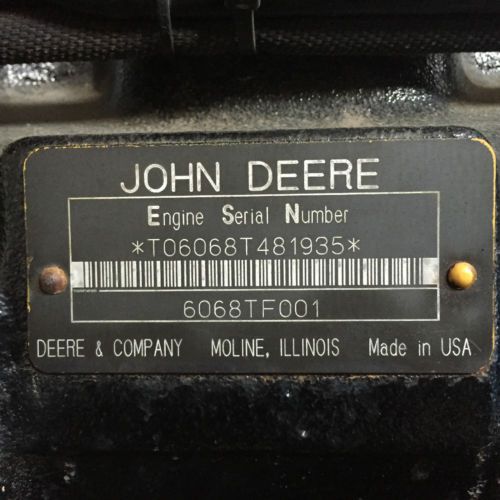 JOHN DEERE
Engine Serial Number
*T06068T481935*
6068TF001
DEERE & COMPANY MOLINE, ILLINOIS Made in USA